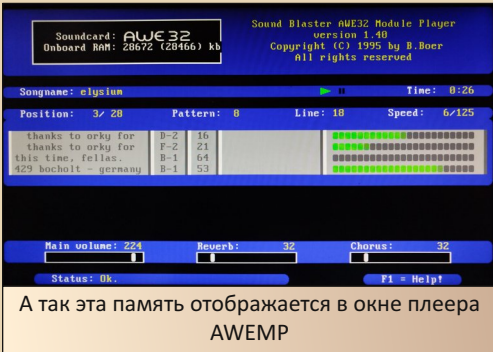 Soundcard: AWE32
Onboard RAM: 28672 (28466) kb
Sound Blaster AWE32 Module Player
version 1.40
Copyright (C) 1995 by B.Boer
All rights reserved
Songname: elysium Time: 0:26
Position: 3/ 28 Pattern: 8 Line: 18 Speed: 6/125
thanks to orky for D-2 16
thanks to orky for F-2 21
this time, fellas. B-1 64
429 bocholt - germany B-1 53
Main volume: 224 Reverb: 32 Chorus: 32
Status: Ok. F1 = Help!
А так эта память отображается в окне плеера
AWEMP